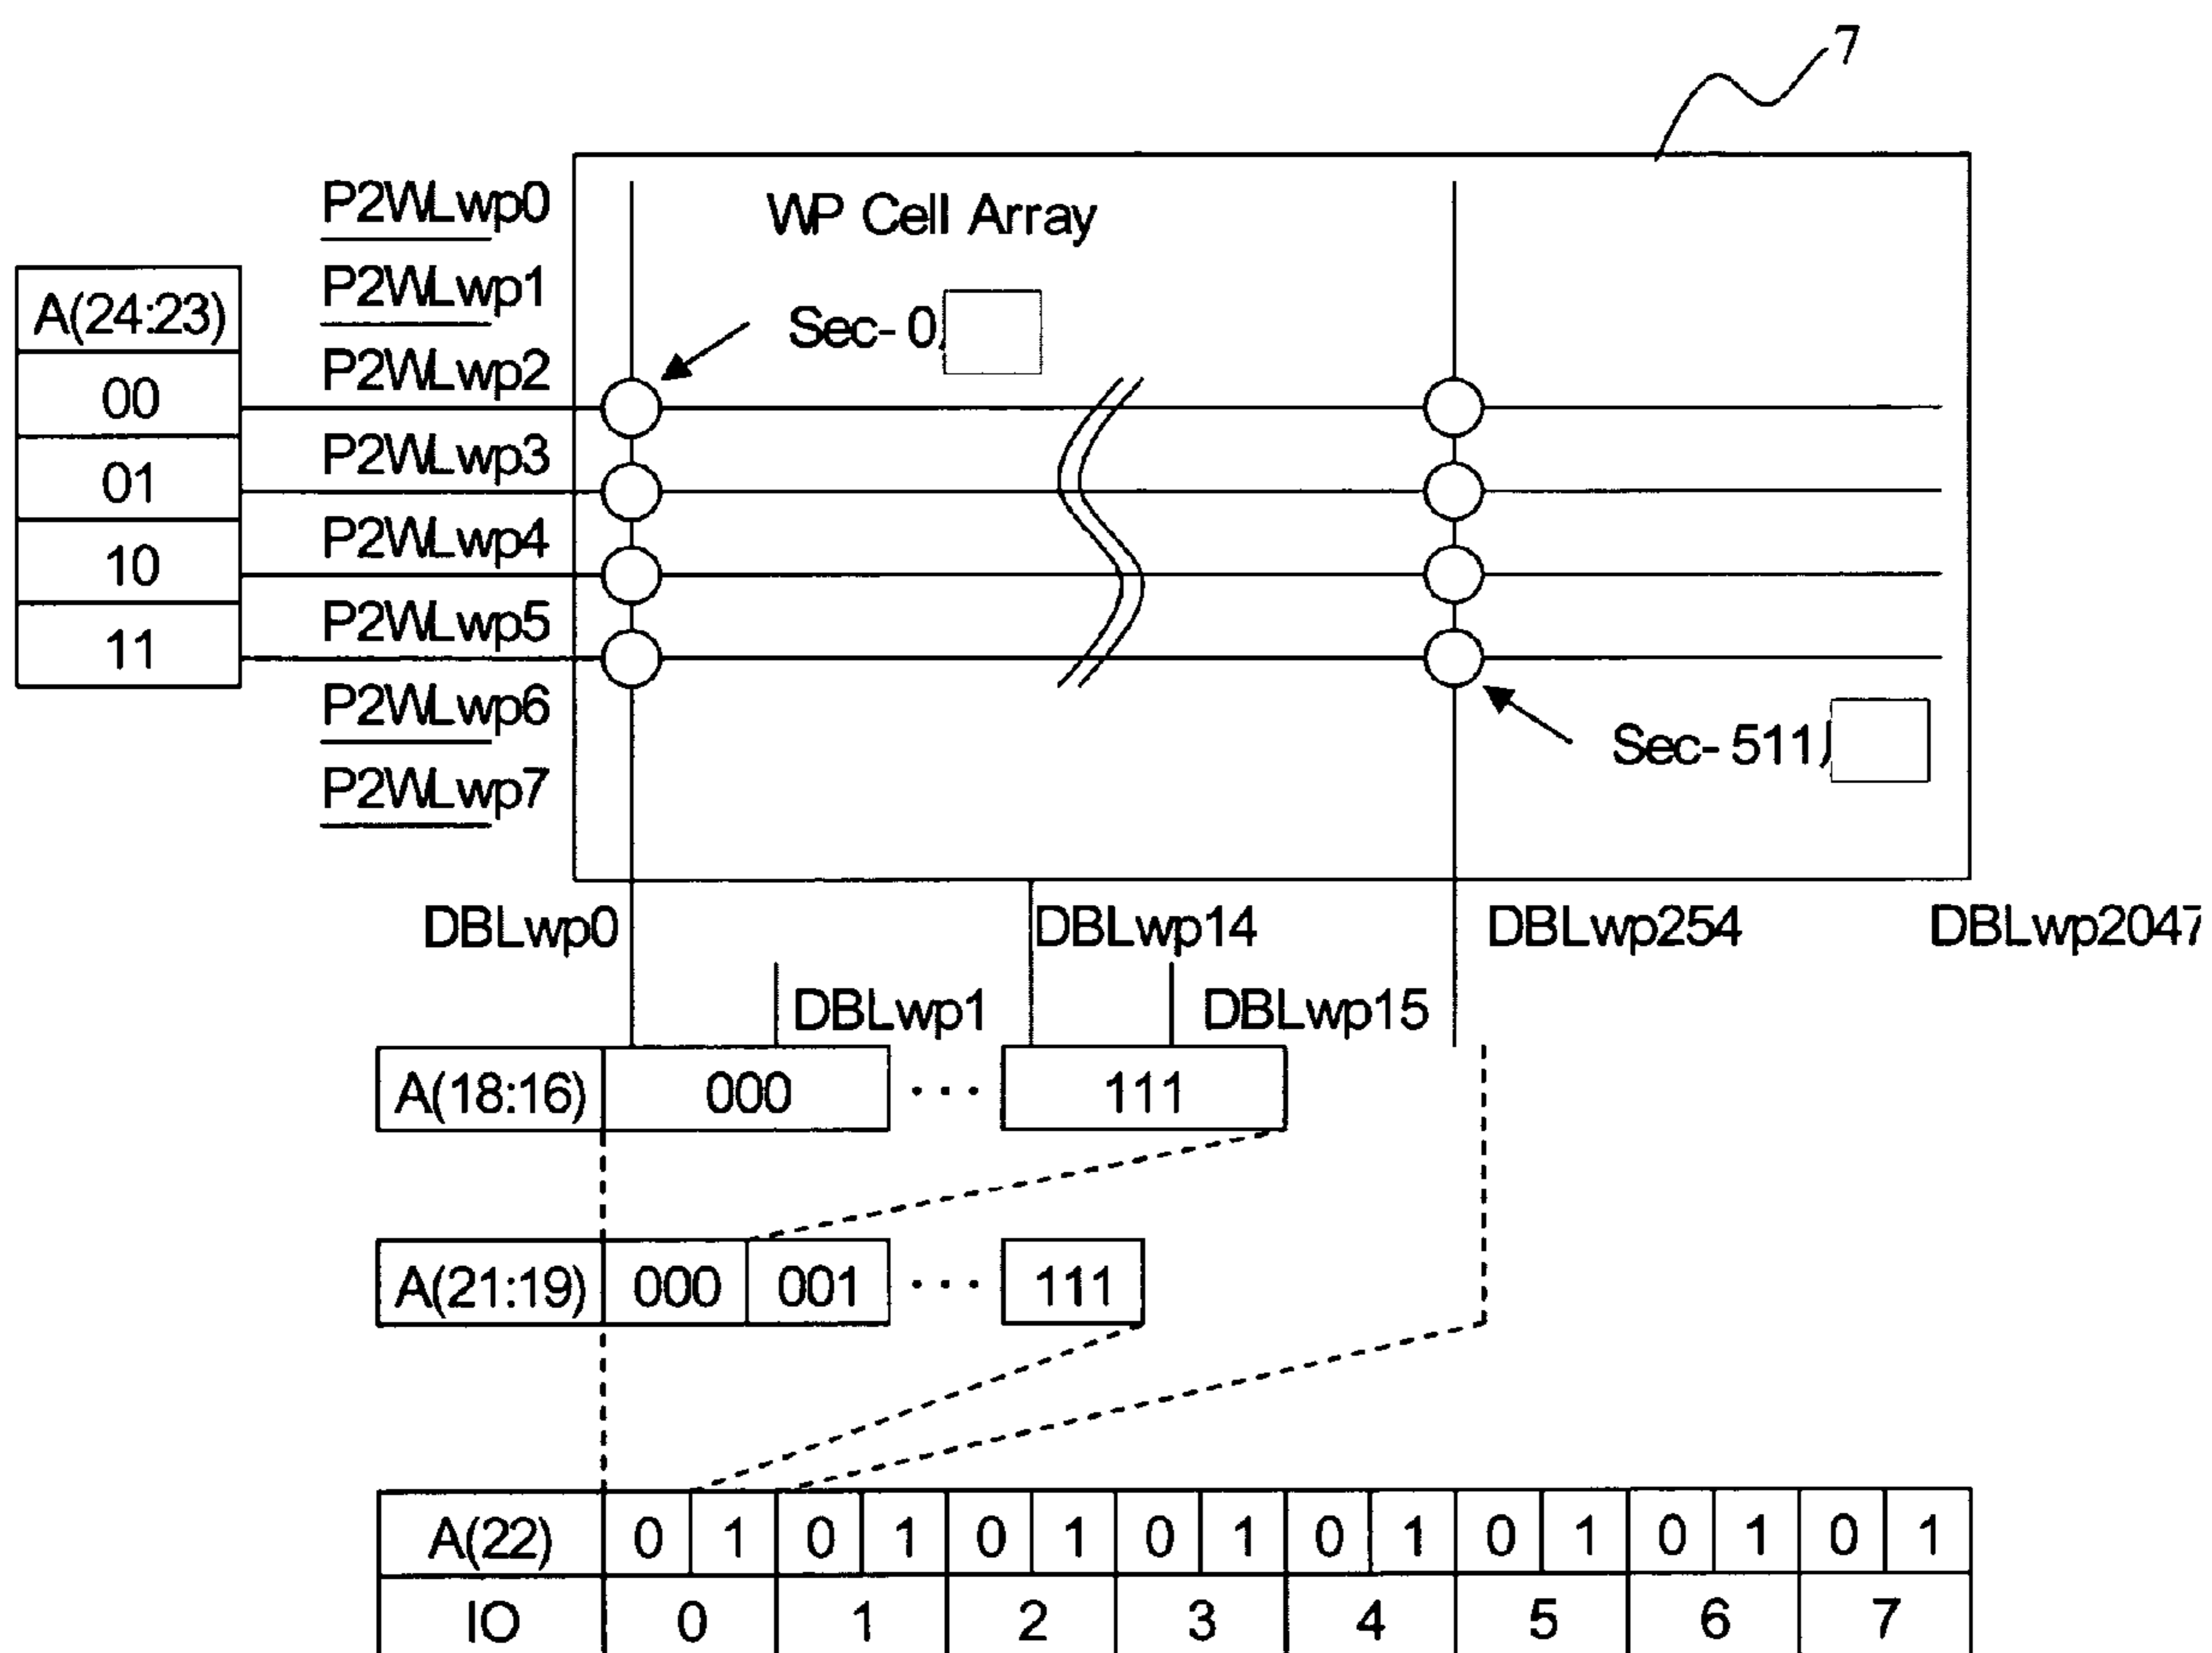 7
P2WLwp0
WP Cell Array
P2WLwp1
A(24:23)
Sec- 0,
P2WLwp2
00
P2WLwp3
01
P2WLwp4
10
P2WLwp5
11
P2WLwp6
Sec- 511,
P2WLwp7
DBLwp0 DBLwp14 DBLwp254 DBLwp2047
DBLwp1 DBLwp15
A(18:16) 000 ··· 111
A(21:19) 000 001 ··· 111
A(22) 0 1 0 1 0 1 0 1 0 1 0 1 0 1 0 1
IO 0 1 2 3 4 5 6 7